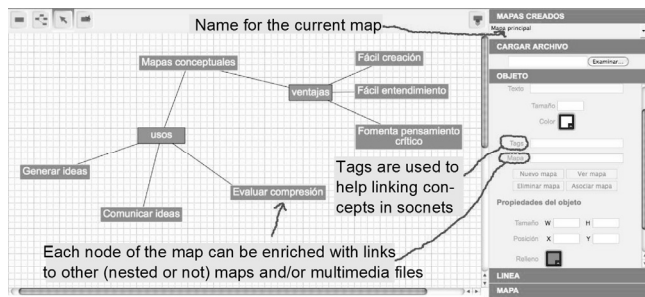 Name for the current map
MAPAS CREADOS
Mapa principal
CARGAR ARCHIVO
Examinar...
OBJETO
Texto
Tamaño
Color
Tags
Mapa
Nuevo mapa
Ver mapa
Eliminar mapa
Asociar mapa
Propiedades del objeto
Tamaño W H
Posición X Y
Relleno
LINEA
MAPA
Mapas conceptuales
Fácil creación
ventajas
Fácil entendimiento
Fomenta pensamiento
crítico
usos
Generar ideas
Comunicar ideas
Evaluar compresión
Tags are used to
help linking con-
cepts in socnets
Each node of the map can be enriched with links
to other (nested or not) maps and/or multimedia files